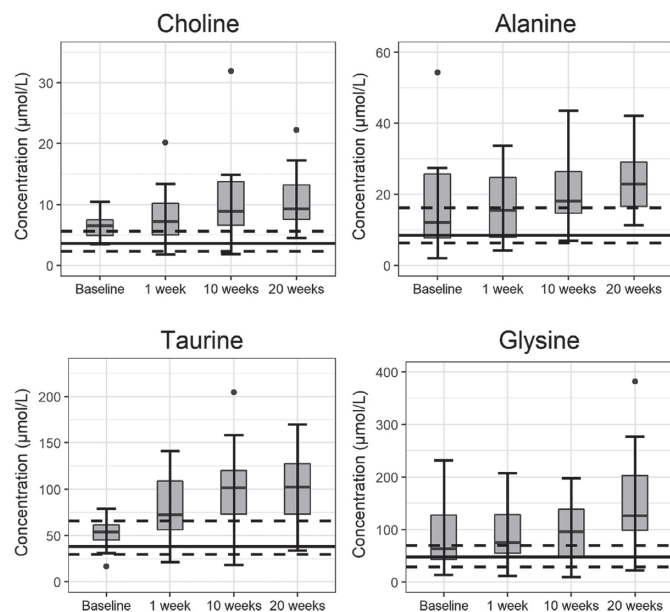 Choline
Concentration (μmol/L)
30
20
10
0
Baseline 1 week 10 weeks 20 weeks
Alanine
Concentration (μmol/L)
60
40
20
0
Baseline 1 week 10 weeks 20 weeks
Taurine
Concentration (μmol/L)
200
150
100
50
0
Baseline 1 week 10 weeks 20 weeks
Glysine
Concentration (μmol/L)
400
300
200
100
0
Baseline 1 week 10 weeks 20 weeks